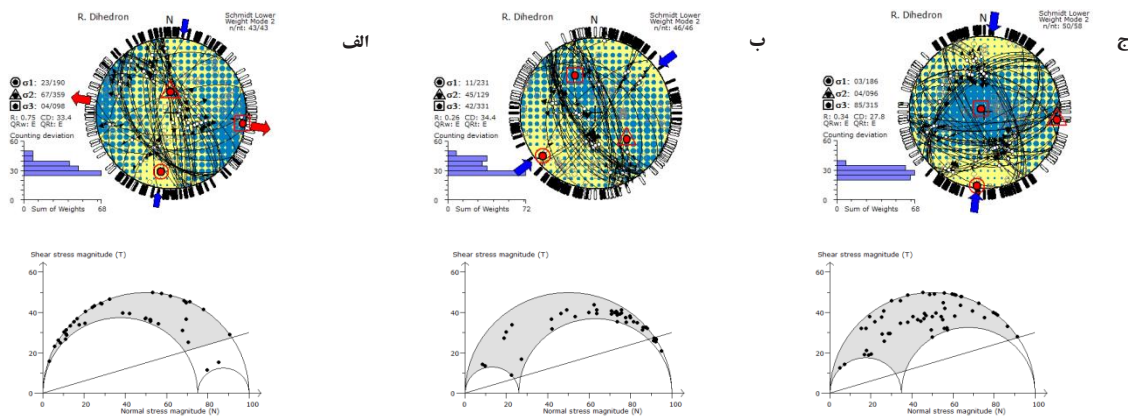 R. Dihedron
N
Schmidt Lower
Weight Mode 2
n/nt: 43/43
الف
σ1: 23/190
σ2: 67/359
σ3: 04/098
R: 0.75 CD: 33.4
QRw: E QRt: E
Counting deviation
60
30
0
0 Sum of Weights 68
R. Dihedron
N
Schmidt Lower
Weight Mode 2
n/nt: 46/46
ب
σ1: 11/231
σ2: 45/129
σ3: 42/331
R: 0.26 CD: 34.4
QRw: E QRt: E
Counting deviation
60
30
0
0 Sum of Weights 72
R. Dihedron
N
Schmidt Lower
Weight Mode 2
n/nt: 50/58
ج
σ1: 03/186
σ2: 04/096
σ3: 85/315
R: 0.34 CD: 27.8
QRw: E QRt: E
Counting deviation
60
30
0
0 Sum of Weights 68
Shear stress magnitude (T)
60
40
20
0 20 40 60 80 100
Normal stress magnitude (N)
Shear stress magnitude (T)
60
40
20
0 20 40 60 80 100
Normal stress magnitude (N)
Shear stress magnitude (T)
60
40
20
0 20 40 60 80 100
Normal stress magnitude (N)